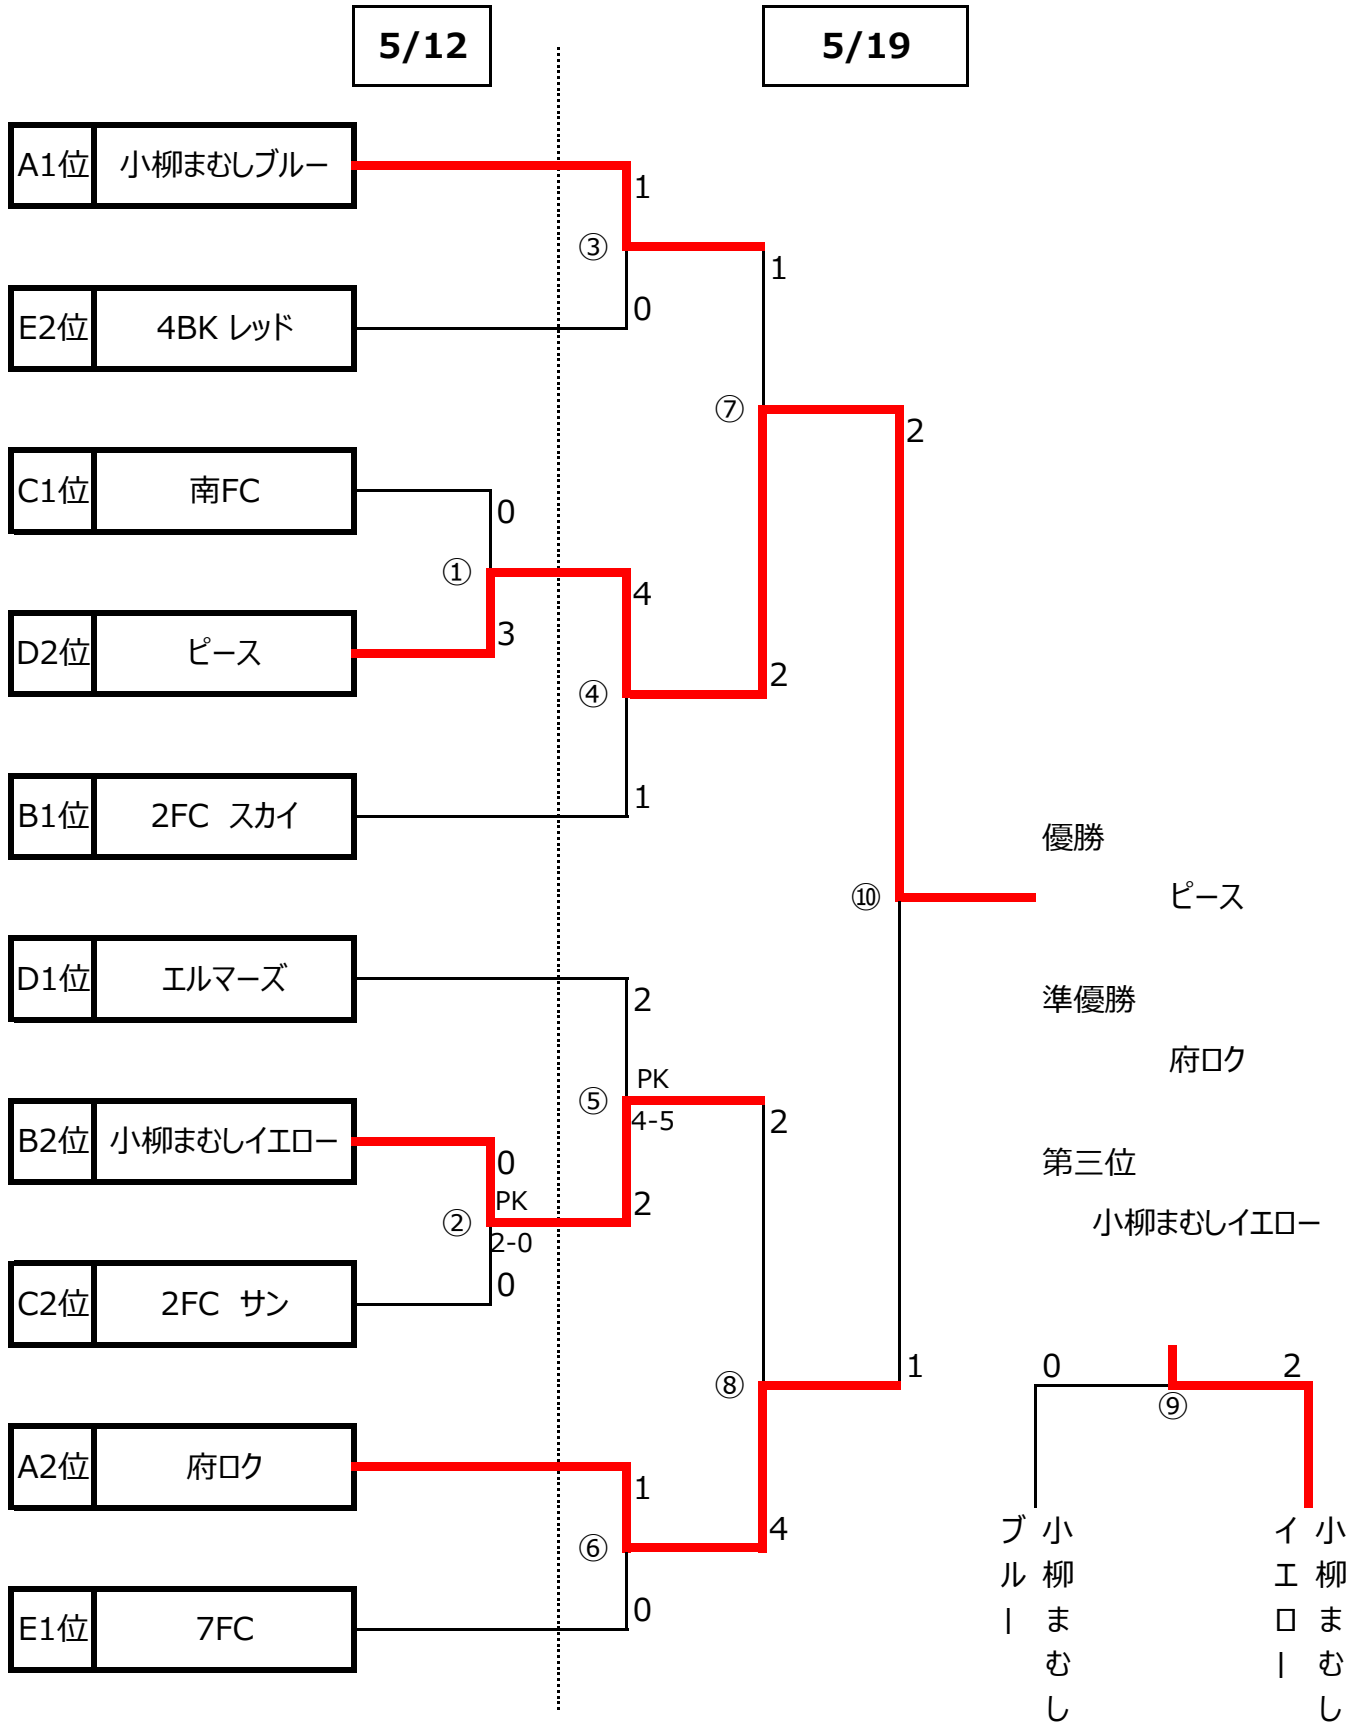 5/12
5/19
A1位 小柳まむしブルー
1
③
1
E2位 4BK レッド
0
⑦
2
C1位 南FC
0
①
4
D2位 ピース
3
④
2
B1位 2FC スカイ
1
優勝
⑩
ピース
D1位 エルマーズ
2
準優勝
府ロク
PK
⑤
4-5
2
B2位 小柳まむしイエロー
0
第三位
PK
2
②
2-0
小柳まむしイエロー
C2位 2FC サン
0
⑧
1
0
2
⑨
A2位 府ロク
1
4
⑥
E1位 7FC
0
小柳まむし
ブルー
小柳まむし
イエロー